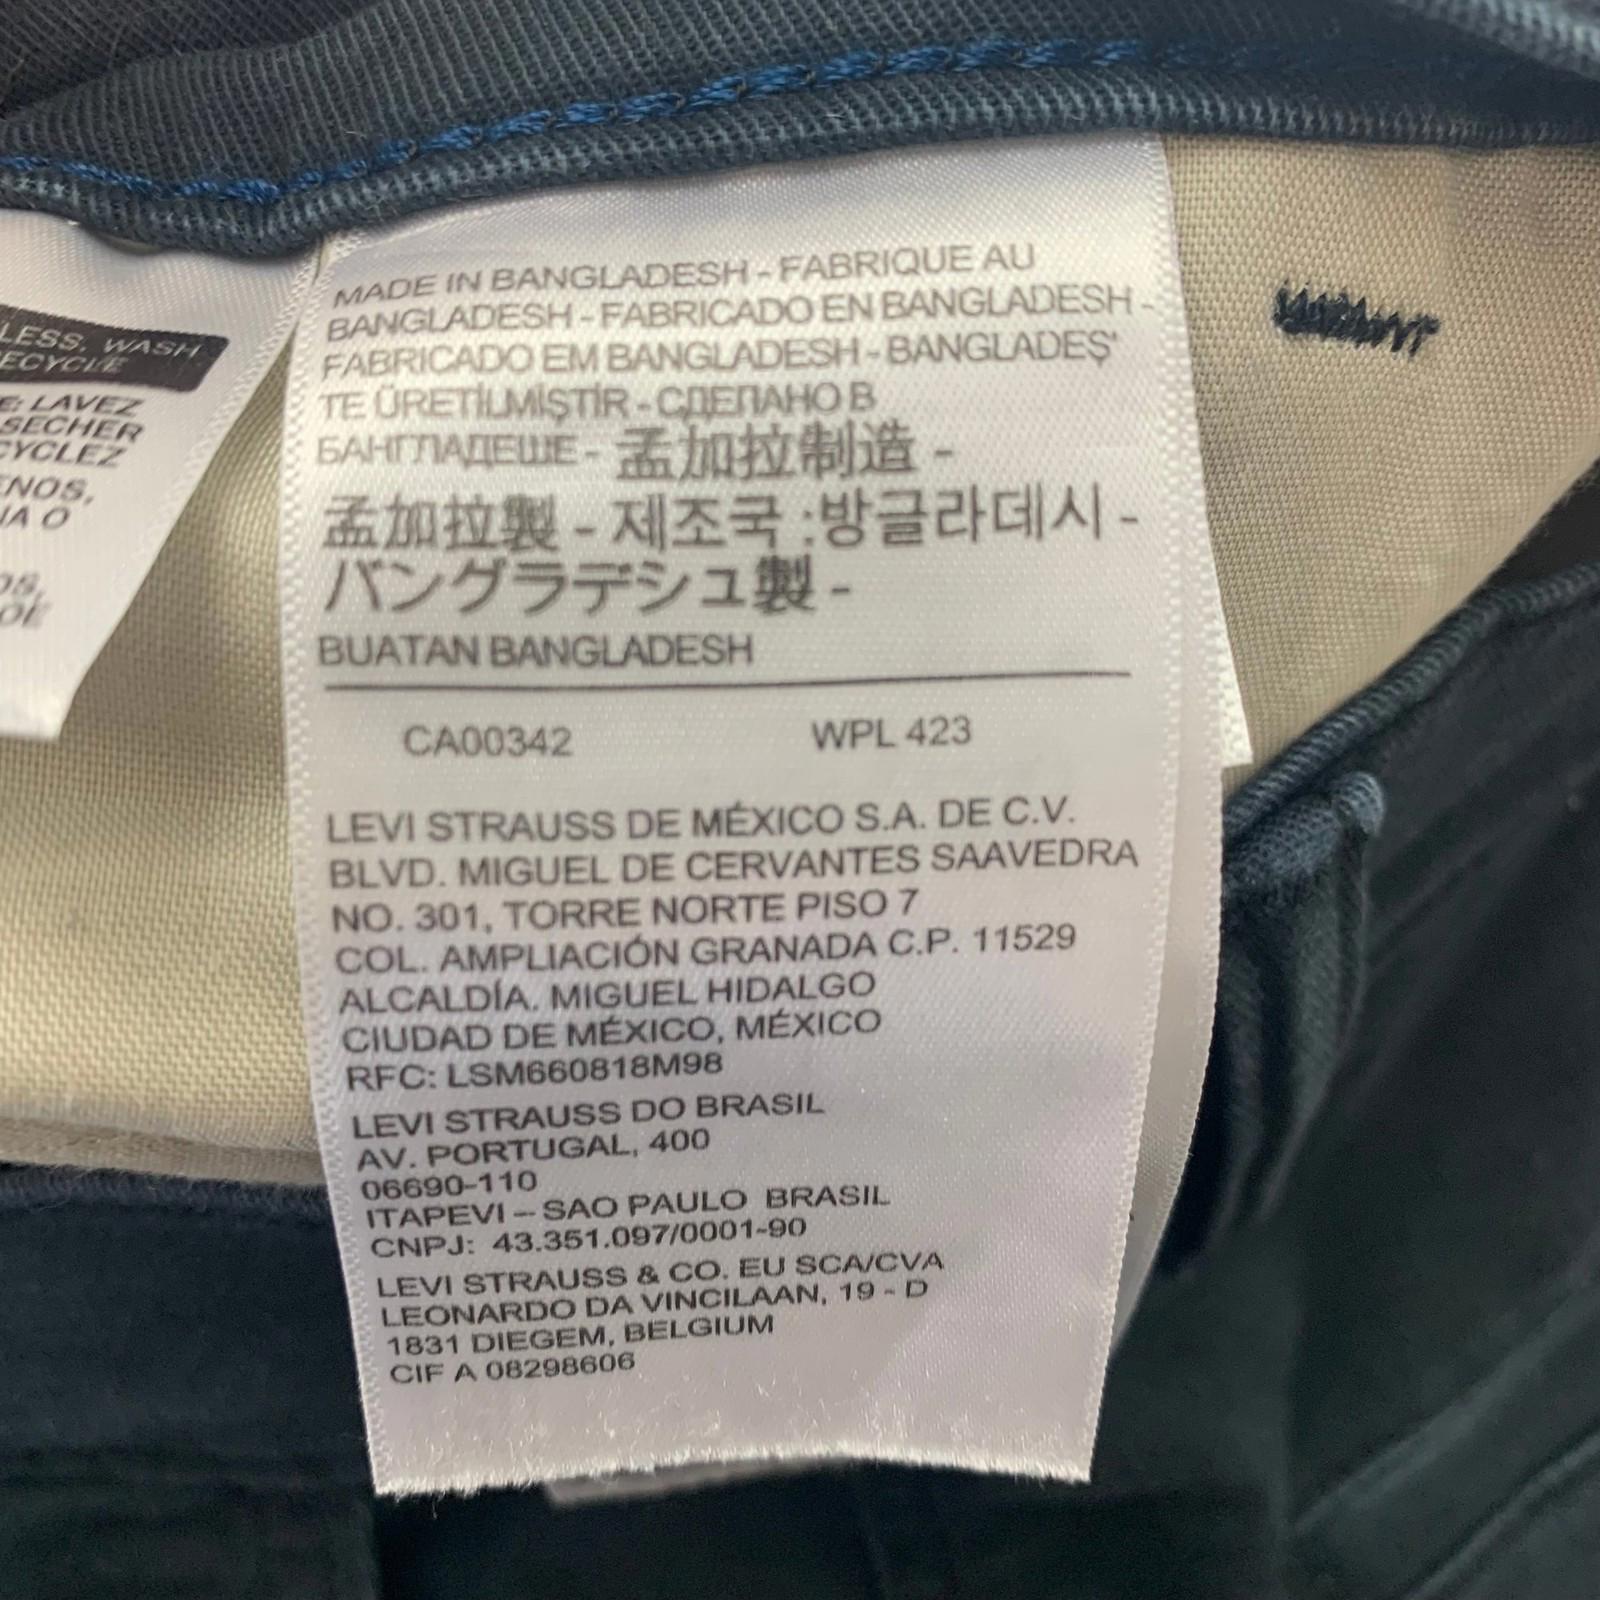 LESS, WASH
ECYCLE
E: LAVEZ
SECHER
CYCLEZ
ENOS,
NA O
OS,
DE
MADE IN BANGLADESH - FABRIQUE AU
BANGLADESH - FABRICADO EN BANGLADESH -
FABRICADO EM BANGLADESH - BANGLADEŞ'
TE ÜRETİLMİŞTİR - СДЕЛАНО В
БАНГЛАДЕШЕ - 孟加拉制造 -
孟加拉製 - 제조국 :방글라데시 -
バングラデシュ製 -
BUATAN BANGLADESH
CA00342 WPL 423
LEVI STRAUSS DE MÉXICO S.A. DE C.V.
BLVD. MIGUEL DE CERVANTES SAAVEDRA
NO. 301, TORRE NORTE PISO 7
COL. AMPLIACIÓN GRANADA C.P. 11529
ALCALDÍA. MIGUEL HIDALGO
CIUDAD DE MÉXICO, MÉXICO
RFC: LSM660818M98
LEVI STRAUSS DO BRASIL
AV. PORTUGAL, 400
06690-110
ITAPEVI – SAO PAULO BRASIL
CNPJ: 43.351.097/0001-90
LEVI STRAUSS & CO. EU SCA/CVA
LEONARDO DA VINCILAAN, 19 - D
1831 DIEGEM, BELGIUM
CIF A 08298606